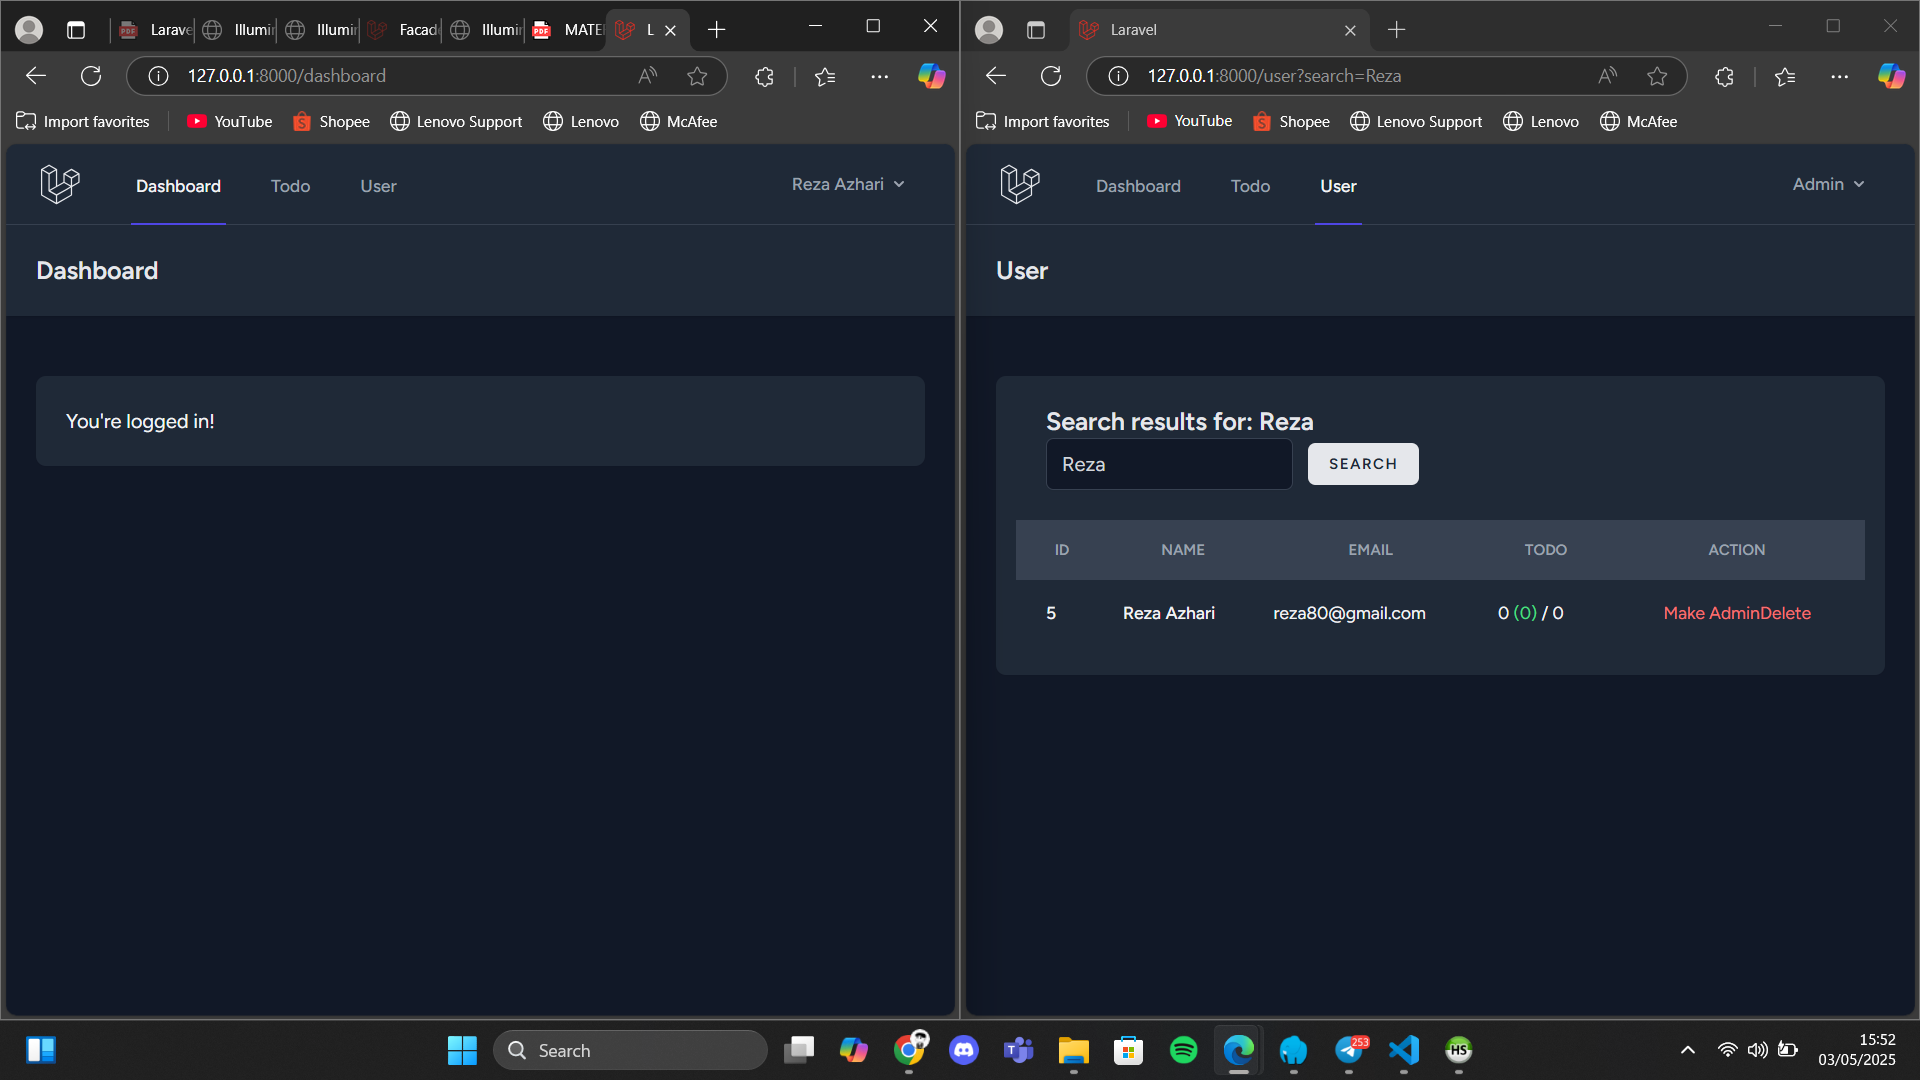 Larave
Illumin
Illumin
Facade
Illumin
MATE
L
127.0.0.1:8000/dashboard
Import favorites
YouTube
Shopee
Lenovo Support
Lenovo
McAfee
Dashboard
Todo
User
Reza Azhari
Dashboard
You're logged in!
Laravel
127.0.0.1:8000/user?search=Reza
Import favorites
YouTube
Shopee
Lenovo Support
Lenovo
McAfee
Dashboard
Todo
User
Admin
User
Search results for: Reza
Reza
SEARCH
ID NAME EMAIL TODO ACTION
5 Reza Azhari reza80@gmail.com 0 (0) / 0 Make AdminDelete
Search
253
HS
15:52
03/05/2025